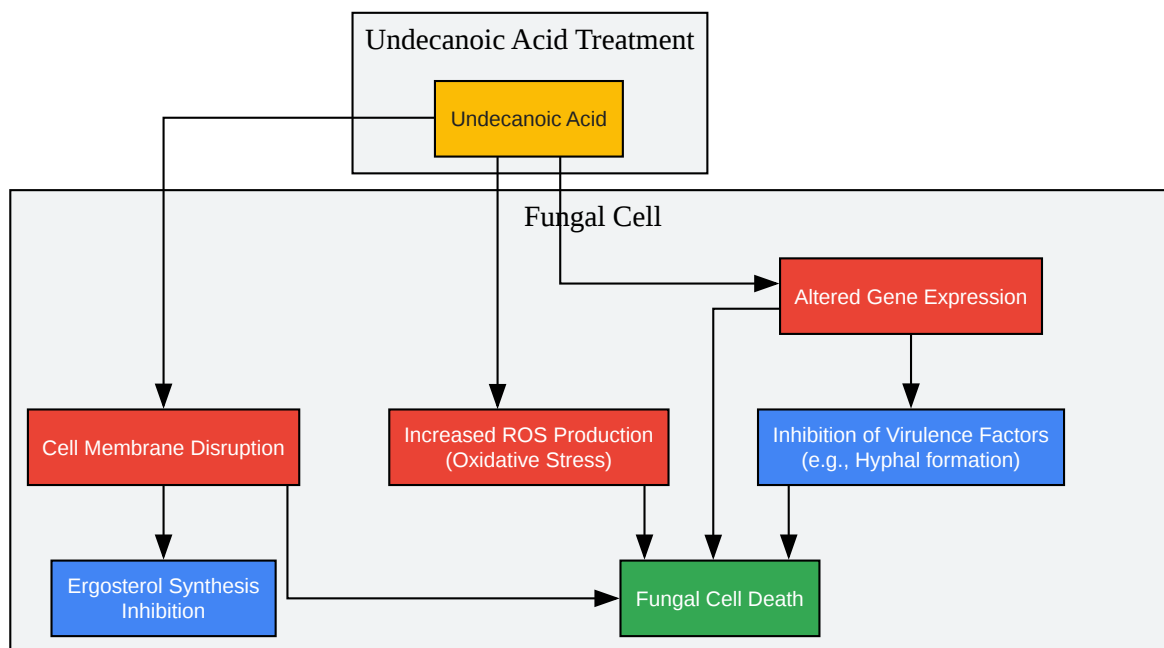 Undecanoic Acid Treatment
Undecanoic Acid
Fungal Cell
Altered Gene Expression
Cell Membrane Disruption
Increased ROS Production
(Oxidative Stress)
Inhibition of Virulence Factors
(e.g., Hyphal formation)
Ergosterol Synthesis
Inhibition
Fungal Cell Death